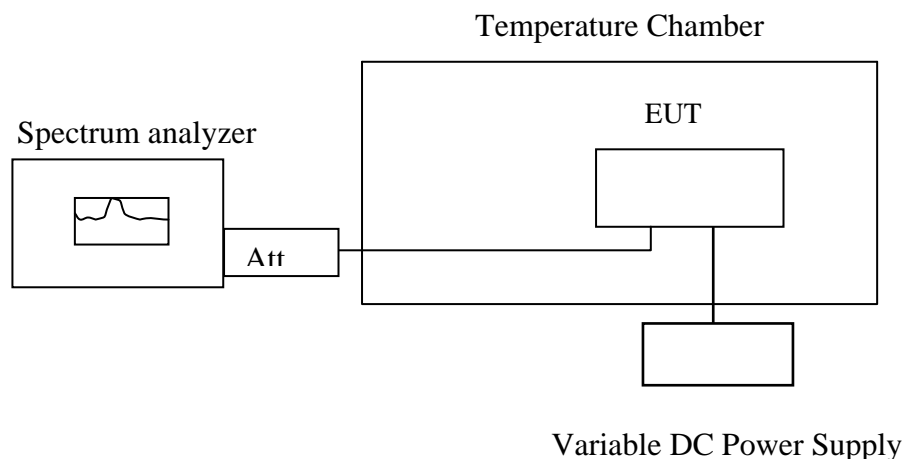 Temperature Chamber
EUT
Spectrum analyzer
Att
Variable DC Power Supply